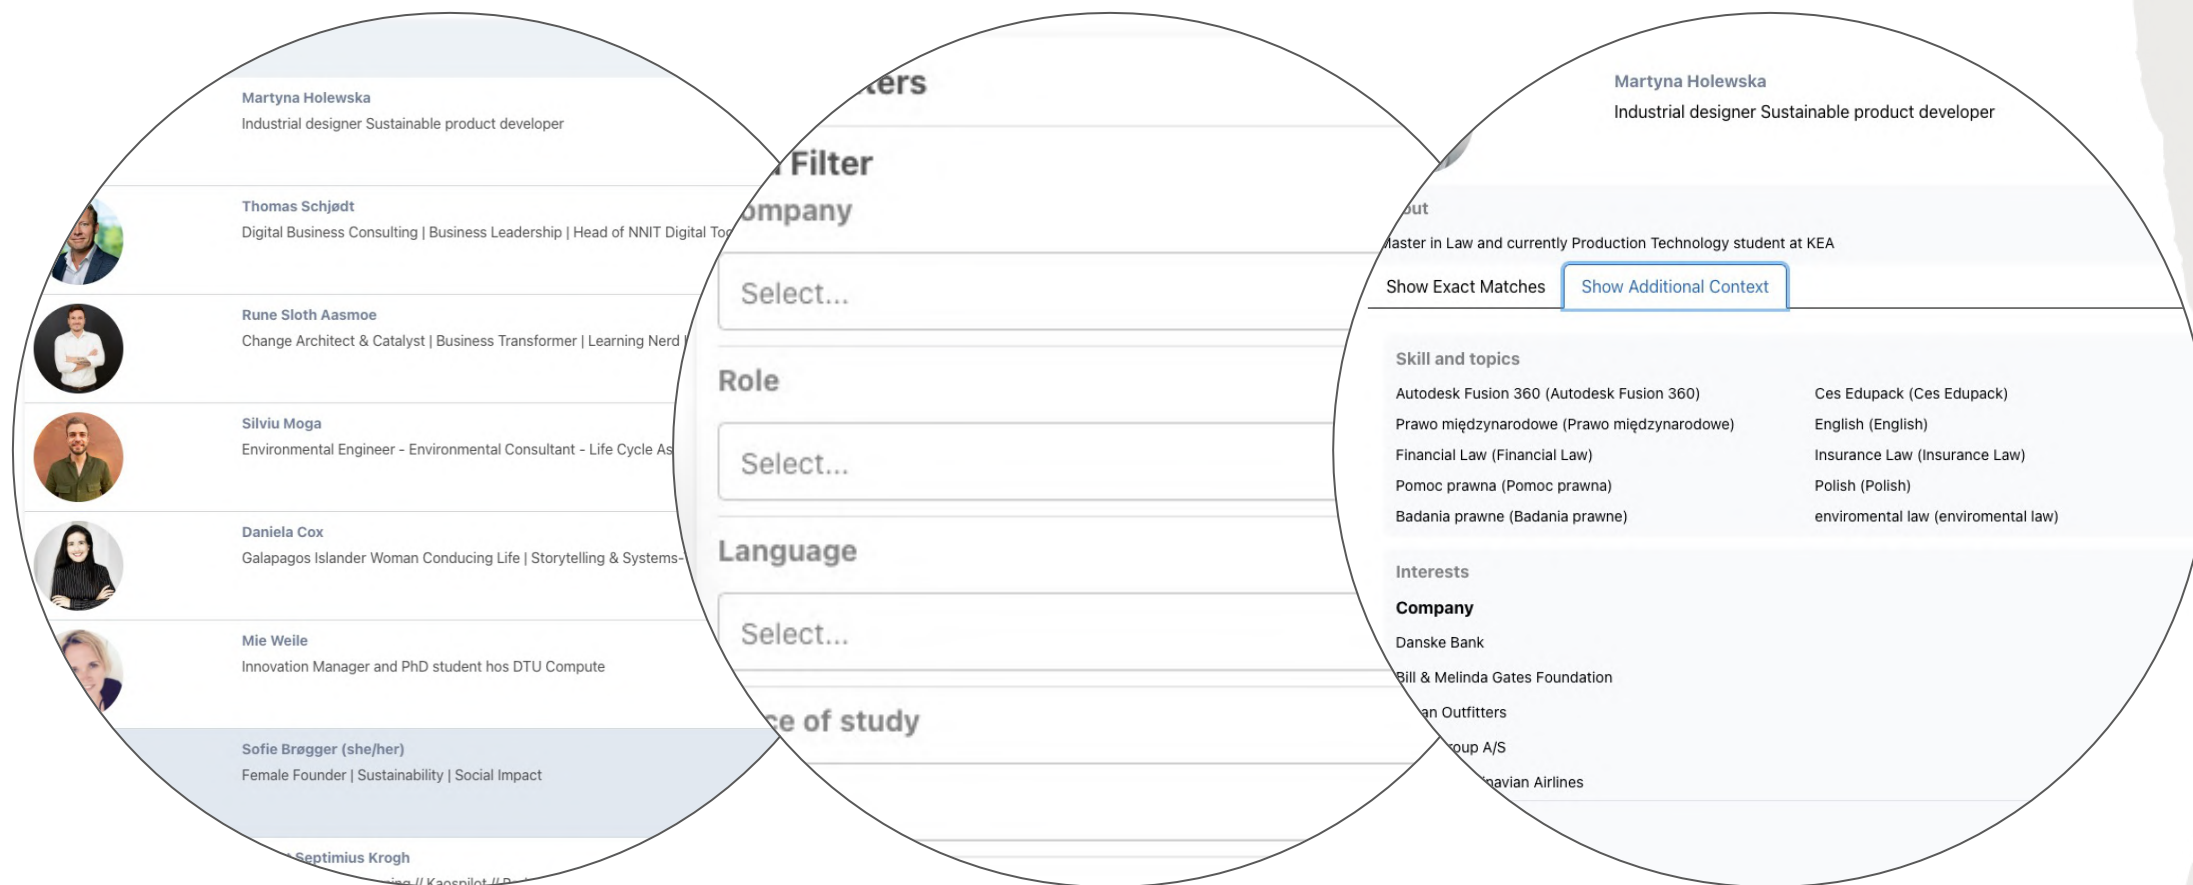 Martyna Holewska
Industrial designer Sustainable product developer
Thomas Schjødt
Digital Business Consulting | Business Leadership | Head of NNIT Digital
Rune Sloth Aasmoe
Change Architect & Catalyst | Business Transformer | Learning Nerd
Silviu Moga
Environmental Engineer - Environmental Consultant - Life Cycle As
Daniela Cox
Galapagos Islander Woman Conducing Life | Storytelling & Systems-
Mie Weile
Innovation Manager and PhD student hos DTU Compute
Sofie Brøgger (she/her)
Female Founder | Sustainability | Social Impact
Septimius Krogh
// Kaospilot //
ters
Filter
ompany
Select...
Role
Select...
Language
Select...
ce of study
Martyna Holewska
Industrial designer Sustainable product developer
out
Master in Law and currently Production Technology student at KEA
Show Exact Matches Show Additional Context
Skill and topics
Autodesk Fusion 360 (Autodesk Fusion 360) Ces Edupack (Ces Edupack)
Prawo międzynarodowe (Prawo międzynarodowe) English (English)
Financial Law (Financial Law) Insurance Law (Insurance Law)
Pomoc prawna (Pomoc prawna) Polish (Polish)
Badania prawne (Badania prawne) enviromental law (enviromental law)
Interests
Company
Danske Bank
Bill & Melinda Gates Foundation
an Outfitters
roup A/S
navian Airlines